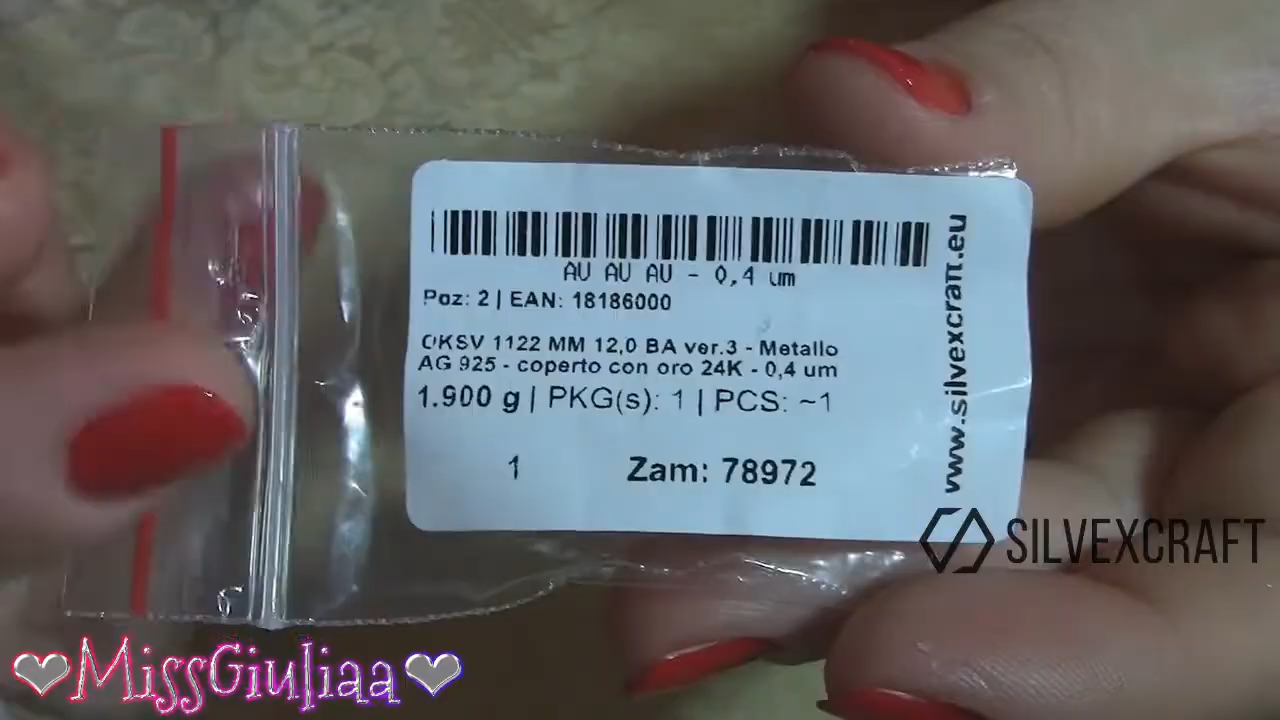 AU AU AU - 0,4 um
Poz: 2 | EAN: 18186000
OKSV 1122 MM 12,0 BA ver.3 - Metallo
AG 925 - coperto con oro 24K - 0,4 um
1.900 g | PKG(s): 1 | PCS: ~1
1 Zam: 78972
www.silvexcraft.eu
SILVEXCRAFT
MissGiuliaa